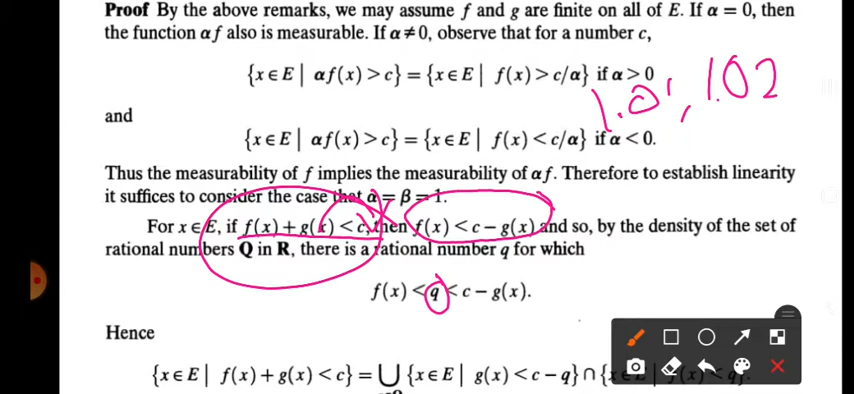 Proof By the above remarks, we may assume f and g are finite on all of E. If α = 0, then
the function αf also is measurable. If α ≠ 0, observe that for a number c,
{x ∈ E | αf(x) > c} = {x ∈ E | f(x) > c/α} if α > 0
1.01, 1.02
and
{x ∈ E | αf(x) > c} = {x ∈ E | f(x) < c/α} if α < 0.
Thus the measurability of f implies the measurability of αf. Therefore to establish linearity
it suffices to consider the case that α = β = 1.
For x ∈ E, if f(x) + g(x) < c, then f(x) < c − g(x) and so, by the density of the set of
rational numbers Q in R, there is a rational number q for which
f(x) < q < c − g(x).
Hence
{x ∈ E | f(x) + g(x) < c} = ⋃ {x ∈ E | g(x) < c − q} ∩ {x ∈ E | f(x) < q}.